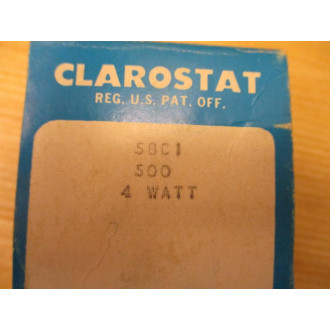 CLAROSTAT
REG. U.S. PAT. OFF.
58C1
500
4 WATT